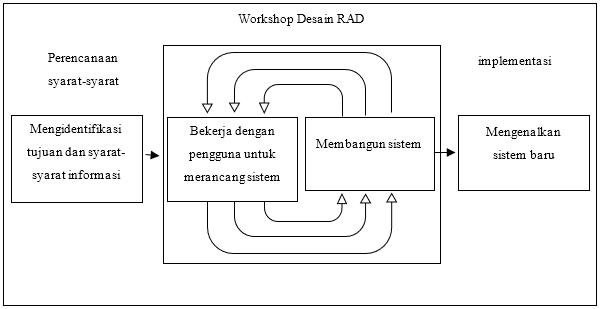 Workshop Desain RAD
Perencanaan
syarat-syarat
implementasi
Mengidentifikasi
tujuan dan syarat-
syarat informasi
Bekerja dengan
pengguna untuk
merancang sistem
Membangun sistem
Mengenalkan
sistem baru